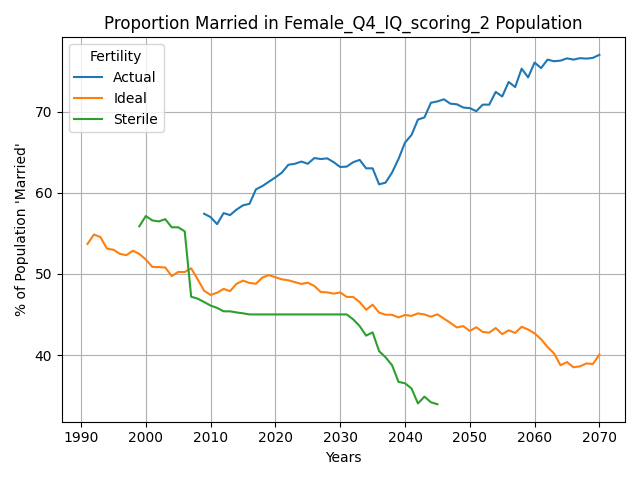 Proportion Married in Female_Q4_IQ_scoring_2 Population
Fertility
Actual
Ideal
Sterile
% of Population 'Married'
70
60
50
40
1990 2000 2010 2020 2030 2040 2050 2060 2070
Years